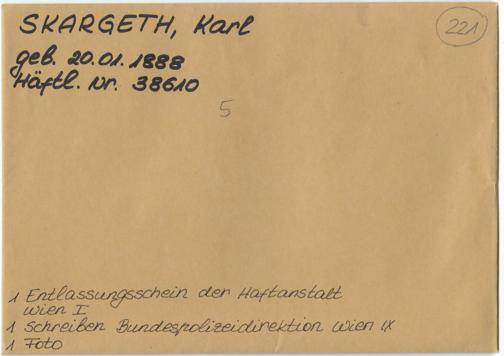 SKARGETH, Karl
221
geb. 20.01.1888
Häftl. Nr. 38610
5
1 Entlassungsschein der Haftanstalt
Wien I
1 Schreiben Bundespolizeidirektion Wien IX
1 Foto